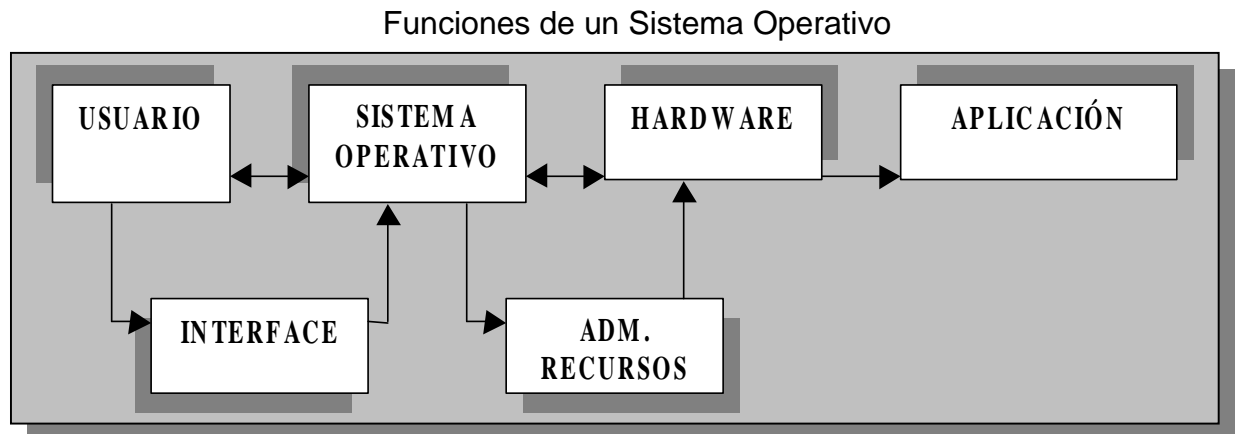 Funciones de un Sistema Operativo
USUARIO
SISTEMA
OPERATIVO
HARDWARE
APLICACIÓN
INTERFACE
ADM.
RECURSOS